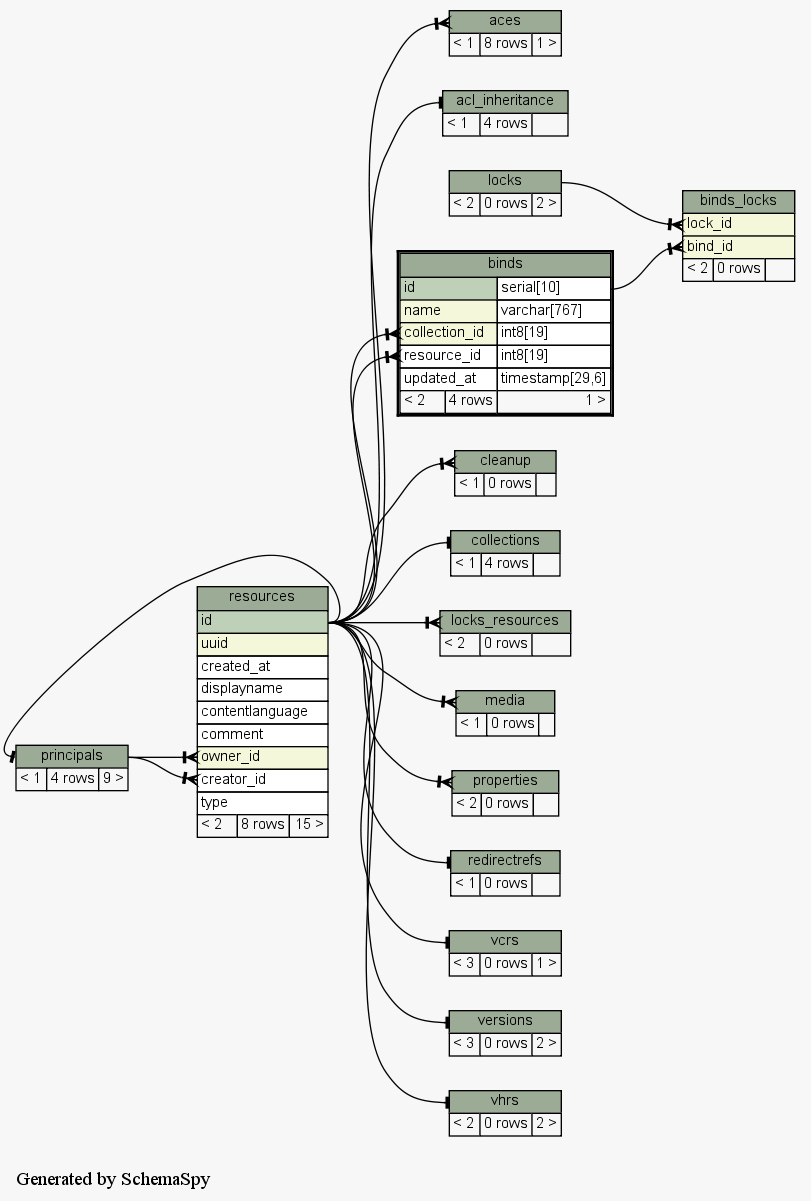 aces
< 1 8 rows 1 >
acl_inheritance
< 1 4 rows
locks
< 2 0 rows 2 >
binds_locks
lock_id
bind_id
< 2 0 rows
binds
id serial[10]
name varchar[767]
collection_id int8[19]
resource_id int8[19]
updated_at timestamp[29,6]
< 2 4 rows 1 >
cleanup
< 1 0 rows
collections
< 1 4 rows
resources
id
uuid
created_at
displayname
contentlanguage
comment
owner_id
creator_id
type
< 2 8 rows 15 >
principals
< 1 4 rows 9 >
locks_resources
< 2 0 rows
media
< 1 0 rows
properties
< 2 0 rows
redirectrefs
< 1 0 rows
vcrs
< 3 0 rows 1 >
versions
< 3 0 rows 2 >
vhrs
< 2 0 rows 2 >
Generated by SchemaSpy